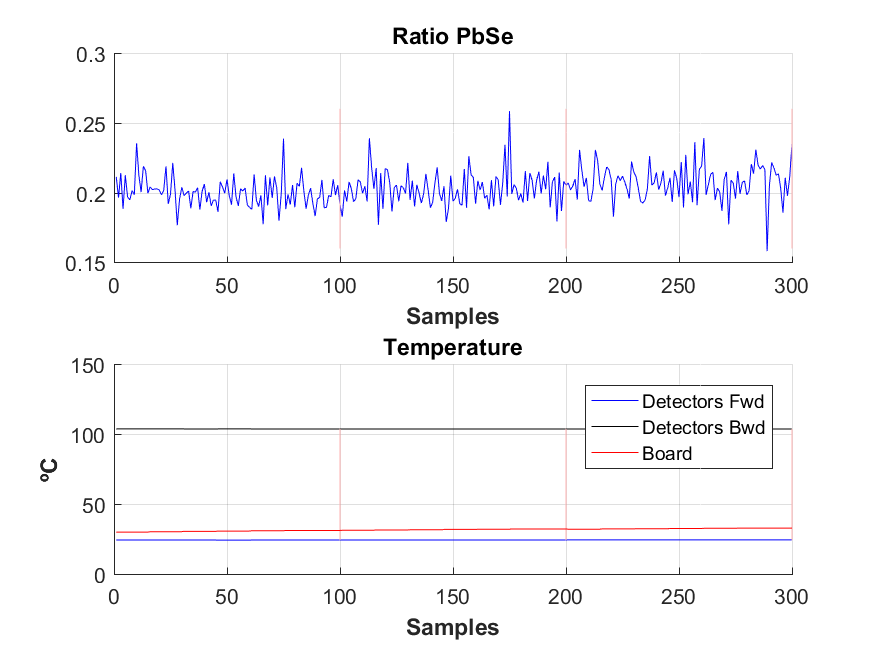 Ratio PbSe
0.3
0.25
0.2
0.15
0 50 100 150 200 250 300
Samples
Temperature
150
100
50
0
ºC
Detectors Fwd
Detectors Bwd
Board
0 50 100 150 200 250 300
Samples